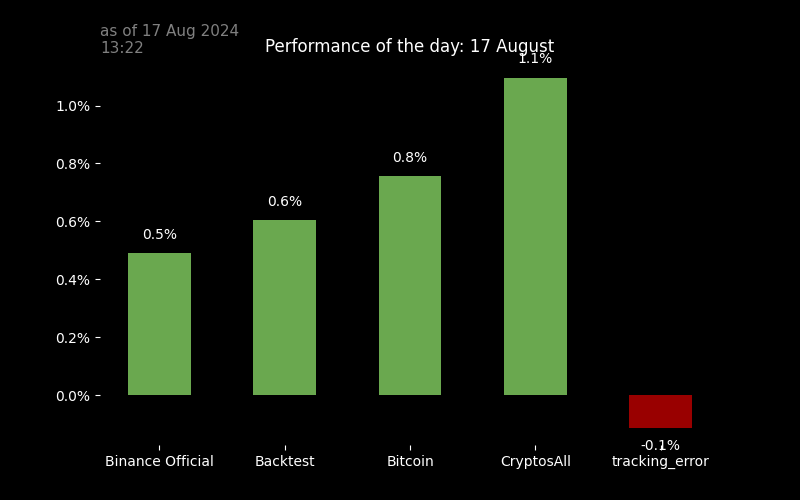 as of 17 Aug 2024
13:22
Performance of the day: 17 August
1.1%
1.0%
0.8%
0.8%
0.6%
0.6%
0.5%
0.4%
0.2%
0.0%
-0.1%
Binance Official
Backtest
Bitcoin
CryptosAll
tracking_error